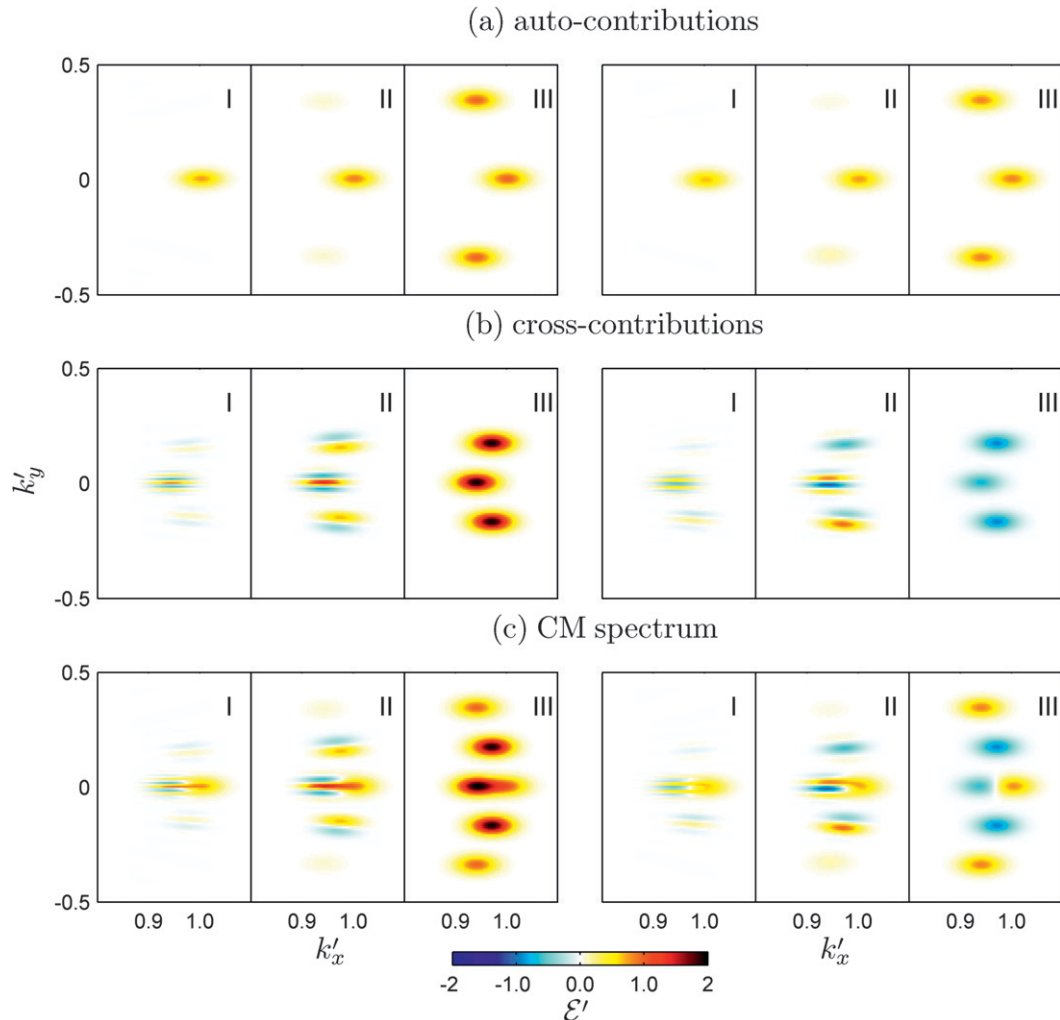 (a) auto-contributions
0.5 I II III I II III
0
-0.5
(b) cross-contributions
0.5 I II III I II III
k′y 0
-0.5
(c) CM spectrum
0.5 I II III I II III
0
-0.5
0.9 1.0 0.9 1.0 0.9 1.0 0.9 1.0 0.9 1.0 0.9 1.0
k′x k′x
-2 -1.0 0.0 1.0 2
ℰ′